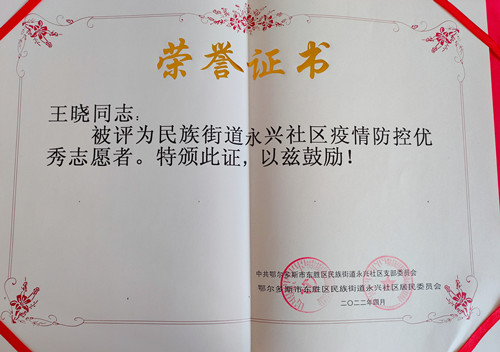 荣誉证书
王晓同志：
被评为民族街道永兴社区疫情防控优
秀志愿者。特颁此证，以兹鼓励！
中共鄂尔多斯市东胜区民族街道永兴社区支部委员会
鄂尔多斯市东胜区民族街道永兴社区居民委员会
二〇二二年四月